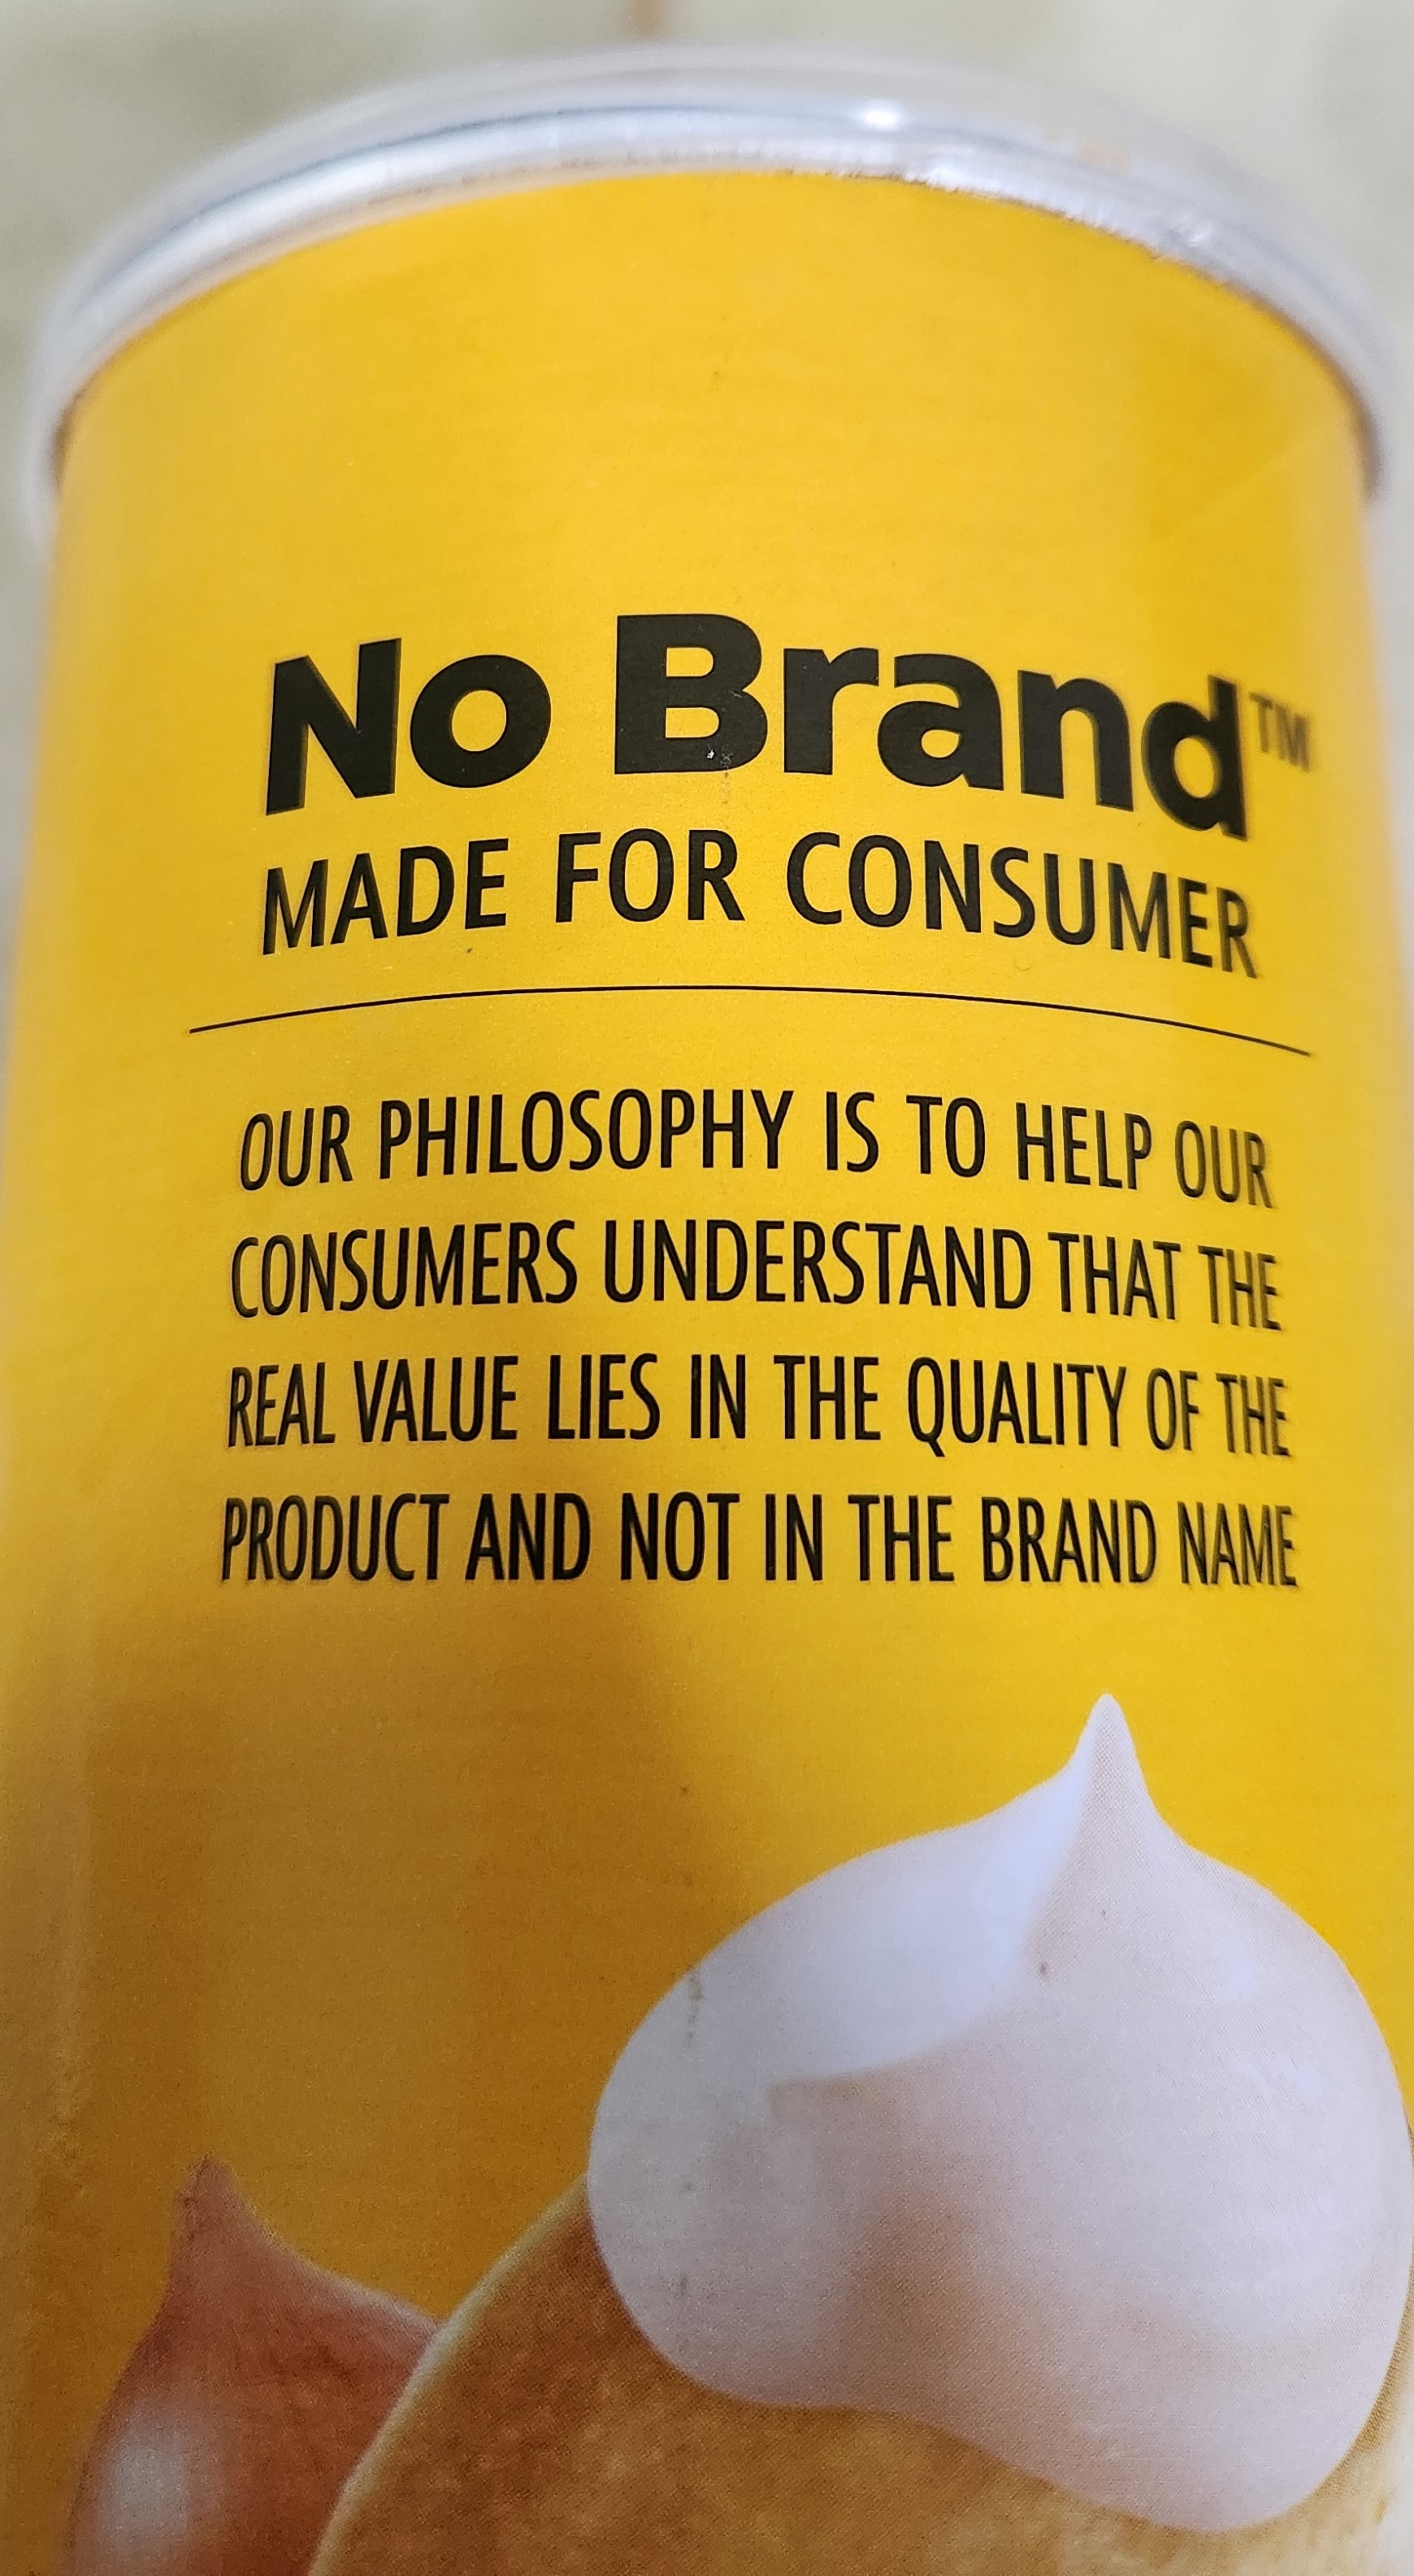 No Brand™
MADE FOR CONSUMER
OUR PHILOSOPHY IS TO HELP OUR
CONSUMERS UNDERSTAND THAT THE
REAL VALUE LIES IN THE QUALITY OF THE
PRODUCT AND NOT IN THE BRAND NAME